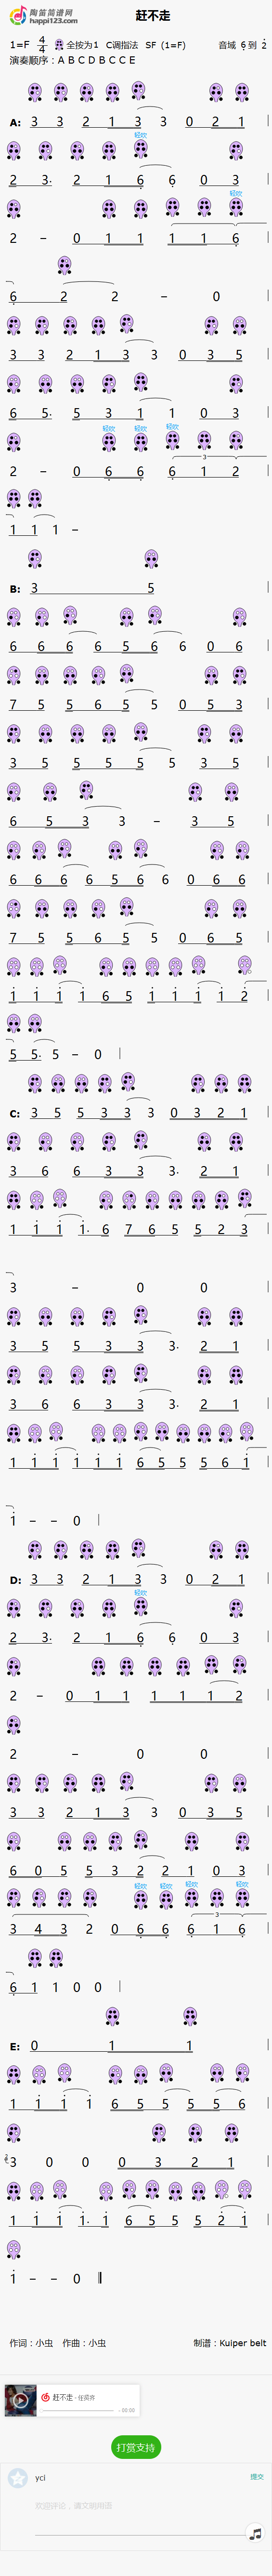 陶笛简谱网
happi123.com
赶不走
1=F 4/4 全按为1 C调指法 SF (1=F) 音域 6 到 2
演奏顺序：A B C D B C C E
轻吹
A: 3 3 2 1 3 3 0 2 1
轻吹
2 3. 2 1 6 6 0 3
轻吹
2 – 0 1 1 1 1 6
6 2 2 – 0
3 3 2 1 3 3 0 3 5
6 5. 5 3 1 1 0 3
轻吹 轻吹 轻吹
2 – 0 6 6 6 1 2
3
1 1 1 –
B: 3 5
6 6 6 6 5 6 6 0 6
7 5 5 6 5 5 0 5 3
3 5 5 5 5 5 3 5
6 5 3 3 – 3 5
6 6 6 6 5 6 6 0 6 6
7 5 5 6 5 5 0 6 5
1 1 1 1 6 5 1 1 1 1 2
5 5. 5 – 0
C: 3 5 5 3 3 3 0 3 2 1
3 6 6 3 3 3. 2 1
1 1 1 1. 6 7 6 5 5 2 3
3 – 0 0
3 5 5 3 3 3. 2 1
3 6 6 3 3 3. 2 1
1 1 1 1 1 1 6 5 5 5 6 1
1 – – 0
D: 3 3 2 1 3 3 0 2 1
轻吹
2 3. 2 1 6 6 0 3
2 – 0 1 1 1 1 1 2
2 – 0 0
3 3 2 1 3 3 0 3 5
6 0 5 5 3 2 2 1 0 3
轻吹 轻吹 轻吹 轻吹
3 4 3 2 0 6 6 6 1 6
3
6 1 1 0 0
E: 0 1 1
1 1 1 1 6 5 5 5 5 6
3 0 0 0 3 2 1
1 1 1 1. 1 6 5 5 5 2 1
1 – – 0
作词：小虫 作曲：小虫 制谱：Kuiper belt
赶不走 - 任贤齐
- 00:00
打赏支持
yci 提交
欢迎评论，请文明用语